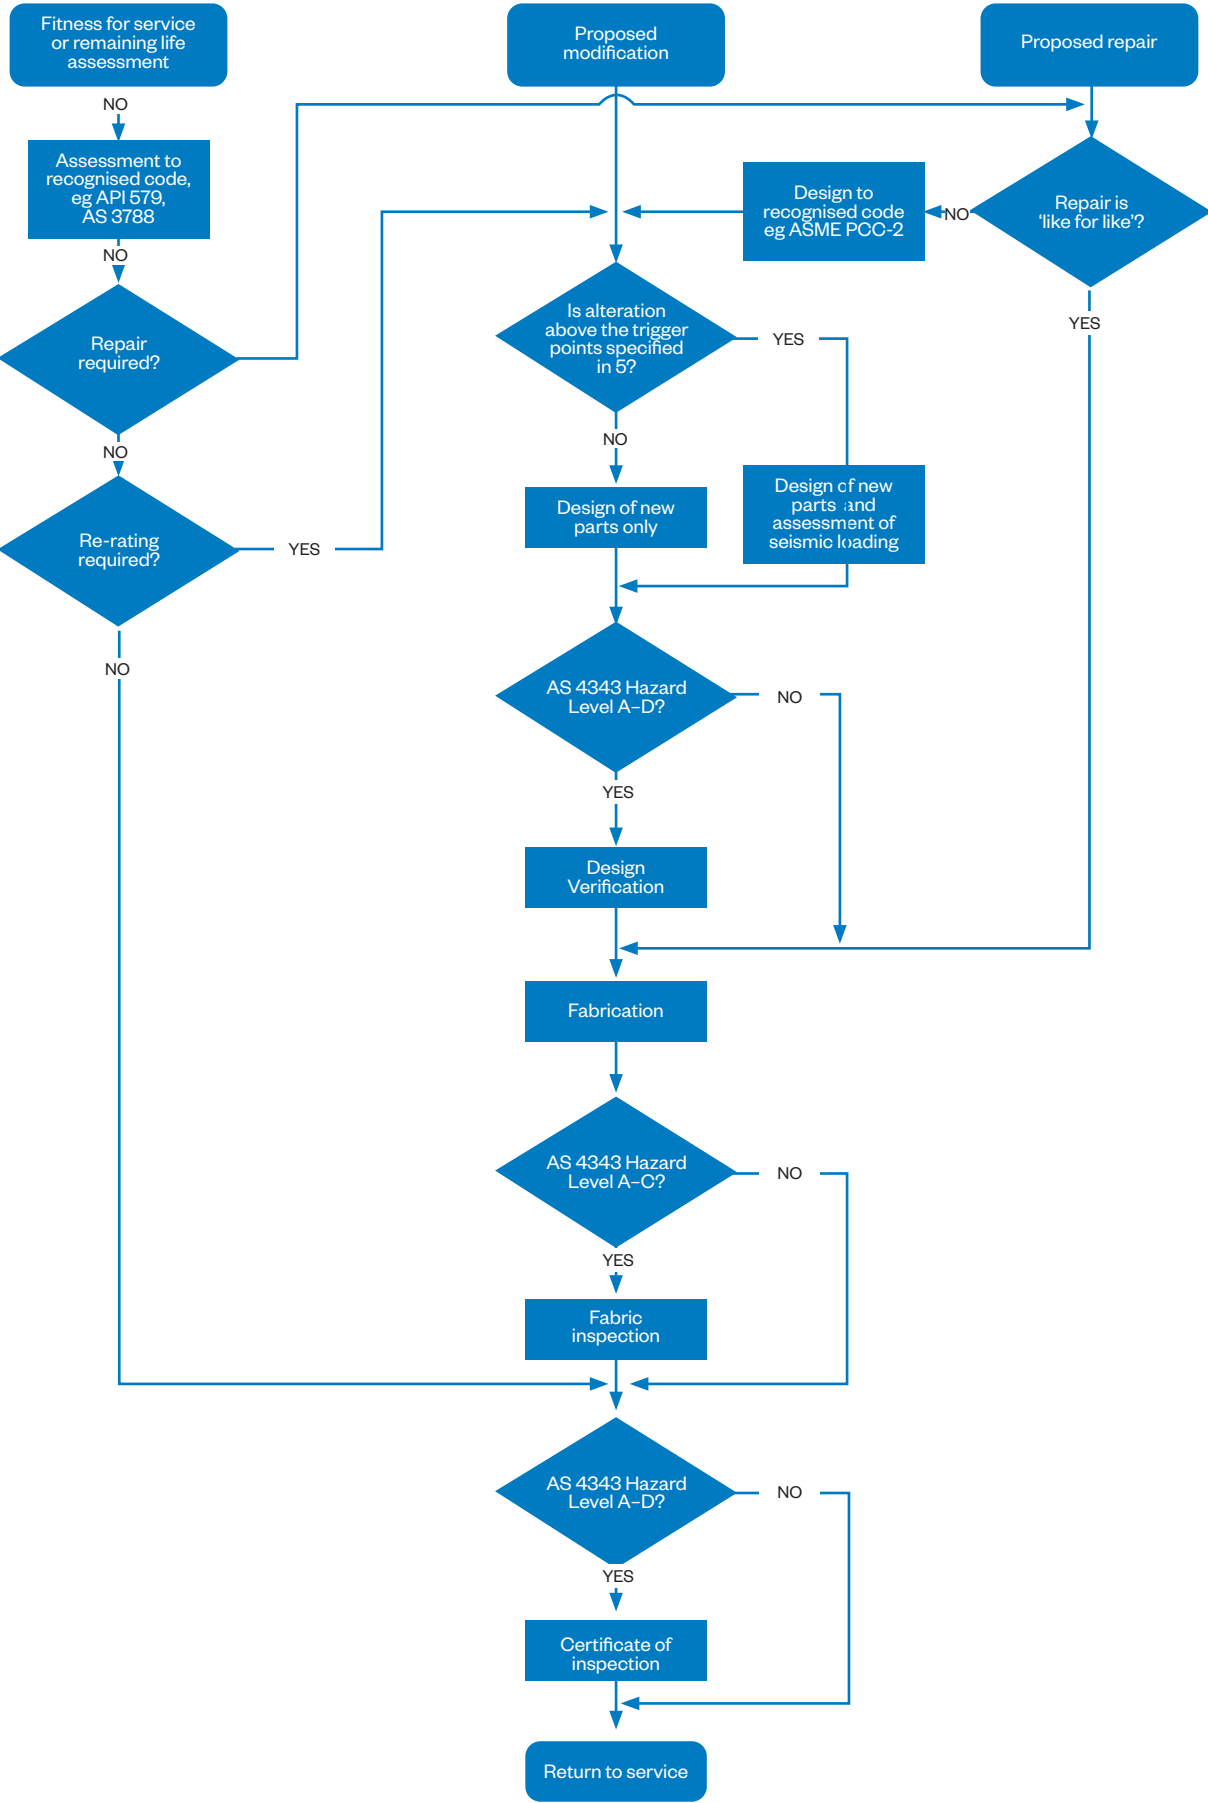 Fitness for service
or remaining life
assessment
Proposed
modification
Proposed repair
NO
Assessment to
recognised code,
eg API 579,
AS 3788
Design to
recognised code
eg ASME PCC-2
NO
Repair is
‘like for like’?
NO
Is alteration
above the trigger
points specified
in 5?
YES
YES
Repair
required?
NO
NO
Design of new
parts only
Design of new
parts and
assessment of
seismic loading
Re-rating
required?
YES
NO
AS 4343 Hazard
Level A–D?
NO
YES
Design
Verification
Fabrication
AS 4343 Hazard
Level A–C?
NO
YES
Fabric
inspection
AS 4343 Hazard
Level A–D?
NO
YES
Certificate of
inspection
Return to service